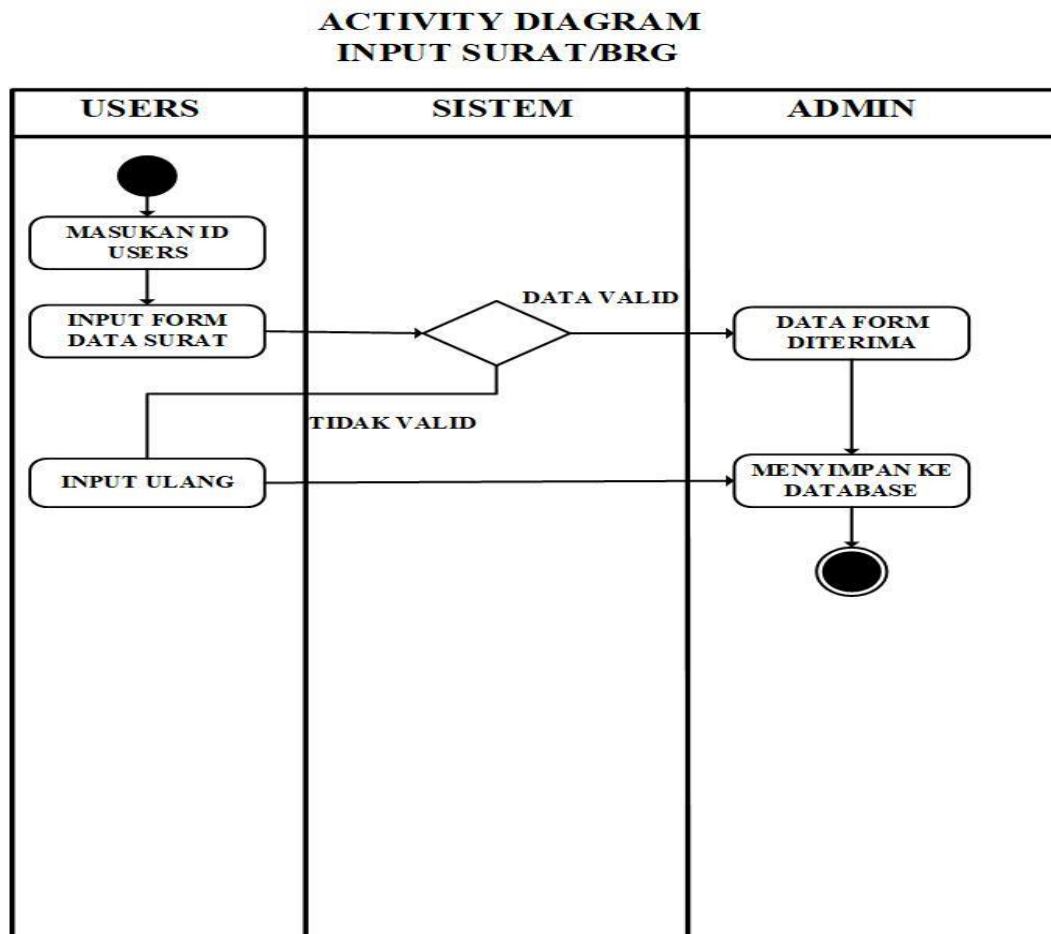 ACTIVITY DIAGRAM
INPUT SURAT/BRG
USERS
SISTEM
ADMIN
MASUKAN ID
USERS
INPUT FORM
DATA SURAT
DATA VALID
DATA FORM
DITERIMA
TIDAK VALID
INPUT ULANG
MENYIMPAN KE
DATABASE